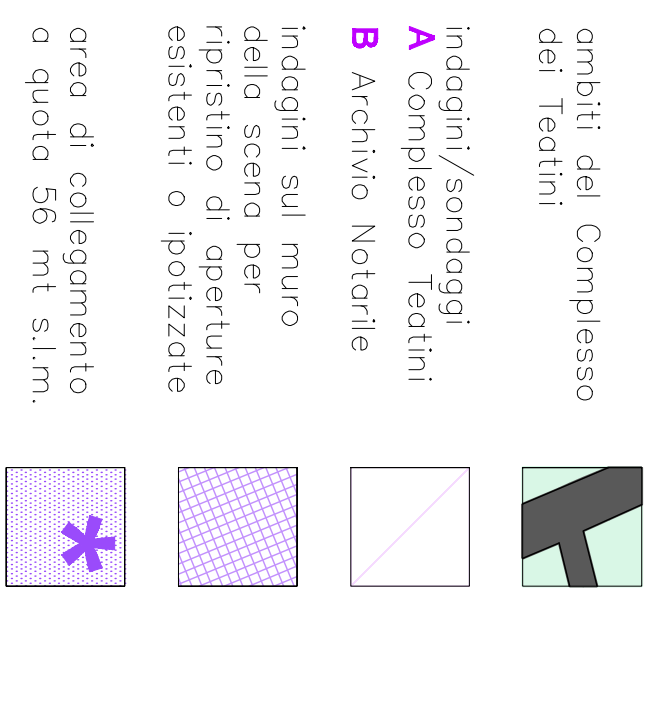 ambiti del Complesso
dei Teatini
indagini/sondaggi
A Complesso Teatini
B Archivio Notarile
indagini sul muro
della scena per
ripristino di aperture
esistenti o ipotizzate
area di collegamento
a quota 56 mt s.l.m.